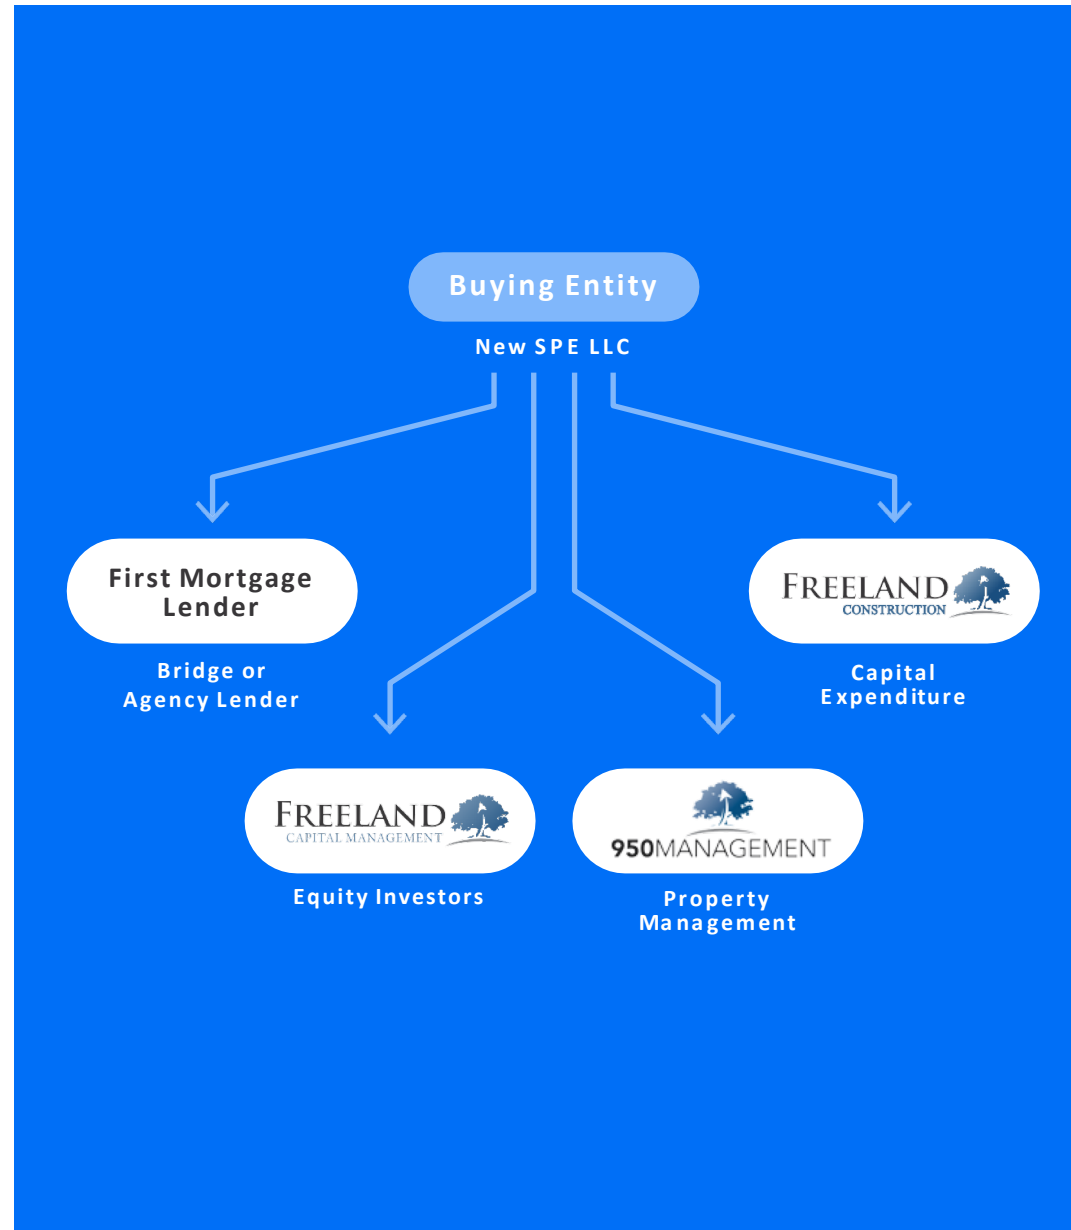 Buying Entity
New SPE LLC
First Mortgage
Lender
Bridge or
Agency Lender
FREELAND
CONSTRUCTION
Capital
Expenditure
FREELAND
CAPITAL MANAGEMENT
Equity Investors
950MANAGEMENT
Property
Management